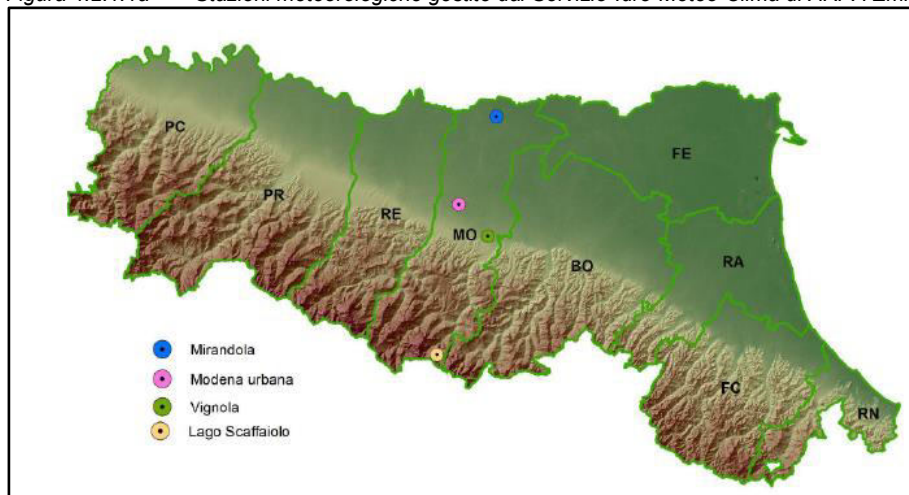 Stazioni meteorologiche gestite dal Servizio Idro-Meteo-Clima di ARPA
PC
FE
PR
RE
MO
BO
RA
FC
RN
Mirandola
Modena urbana
Vignola
Lago Scaffaiolo